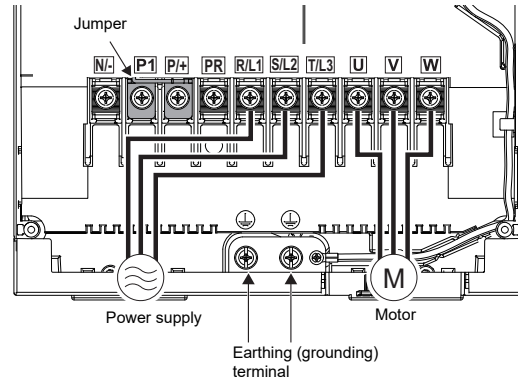 Jumper
N/- P1 P/+ PR R/L1 S/L2 T/L3 U V W
M
Power supply
Motor
Earthing (grounding)
terminal